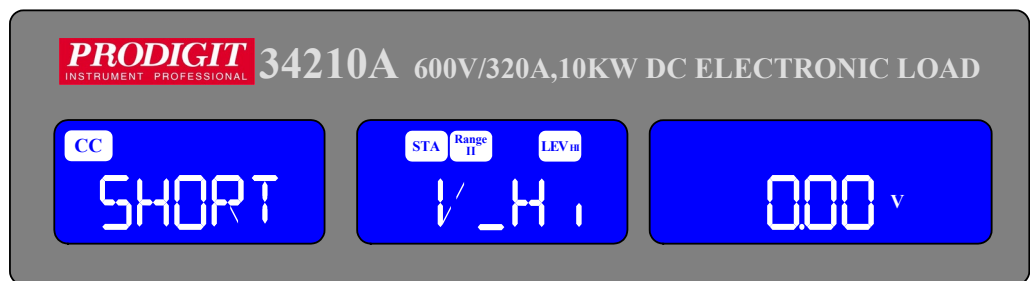 PRODIGIT
INSTRUMENT PROFESSIONAL
34210A 600V/320A,10KW DC ELECTRONIC LOAD
CC
SHORT
STA Range II LEV HI
V_Hi
0.00 V